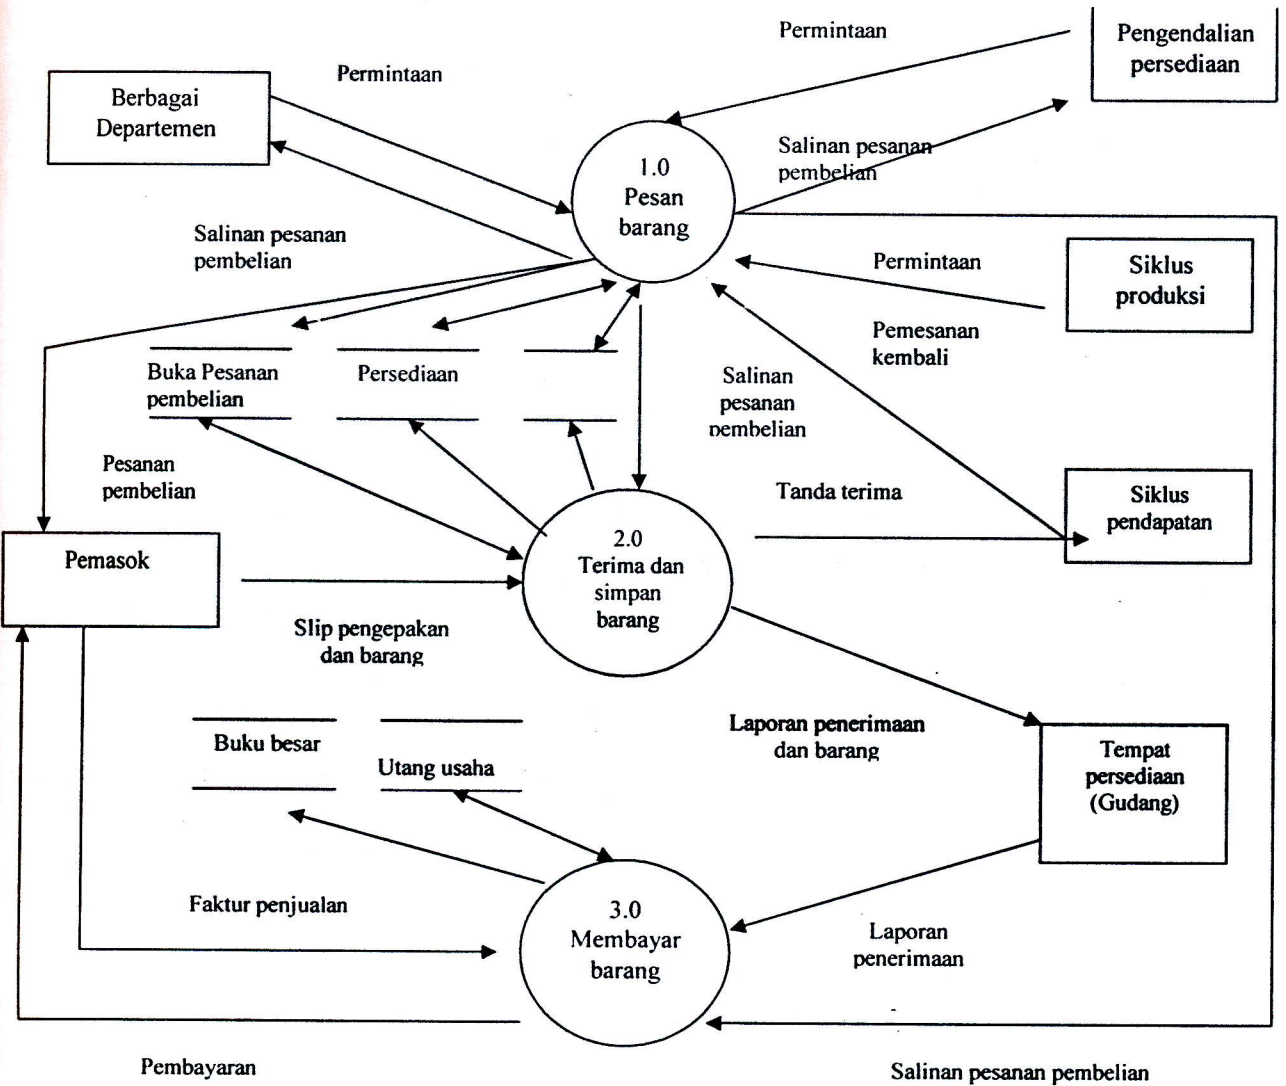 Permintaan
Pengendalian
persediaan
Permintaan
Berbagai
Departemen
Salinan pesanan
pembelian
1.0
Pesan
barang
Salinan pesanan
pembelian
Permintaan
Siklus
produksi
Pemesanan
kembali
Buka Pesanan
pembelian
Persediaan
Salinan
pesanan
pembelian
Pesanan
pembelian
Tanda terima
Siklus
pendapatan
Pemasok
2.0
Terima dan
simpan
barang
Slip pengepakan
dan barang
Laporan penerimaan
dan barang
Buku besar
Utang usaha
Tempat
persediaan
(Gudang)
Faktur penjualan
3.0
Membayar
barang
Laporan
penerimaan
Pembayaran
Salinan pesanan pembelian